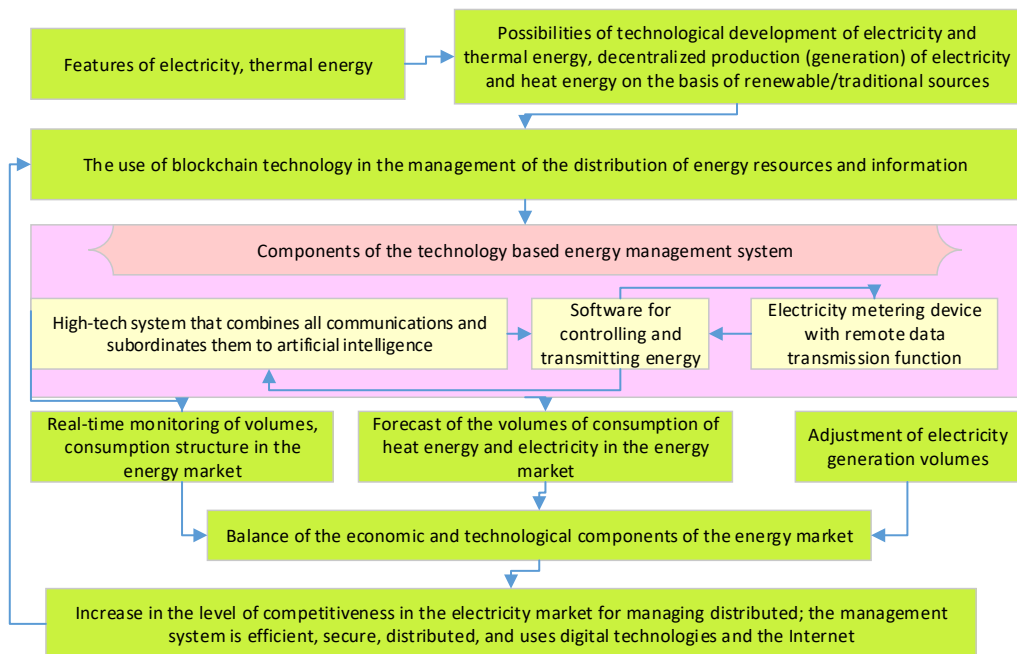 Features of electricity, thermal energy
Possibilities of technological development of electricity and
thermal energy, decentralized production (generation) of electricity
and heat energy on the basis of renewable/traditional sources
The use of blockchain technology in the management of the distribution of energy resources and information
Components of the technology based energy management system
High-tech system that combines all communications and
subordinates them to artificial intelligence
Software for
controlling and
transmitting energy
Electricity metering device
with remote data
transmission function
Real-time monitoring of volumes,
consumption structure in the
energy market
Forecast of the volumes of consumption of
heat energy and electricity in the energy
market
Adjustment of electricity
generation volumes
Balance of the economic and technological components of the energy market
Increase in the level of competitiveness in the electricity market for managing distributed; the management
system is efficient, secure, distributed, and uses digital technologies and the Internet